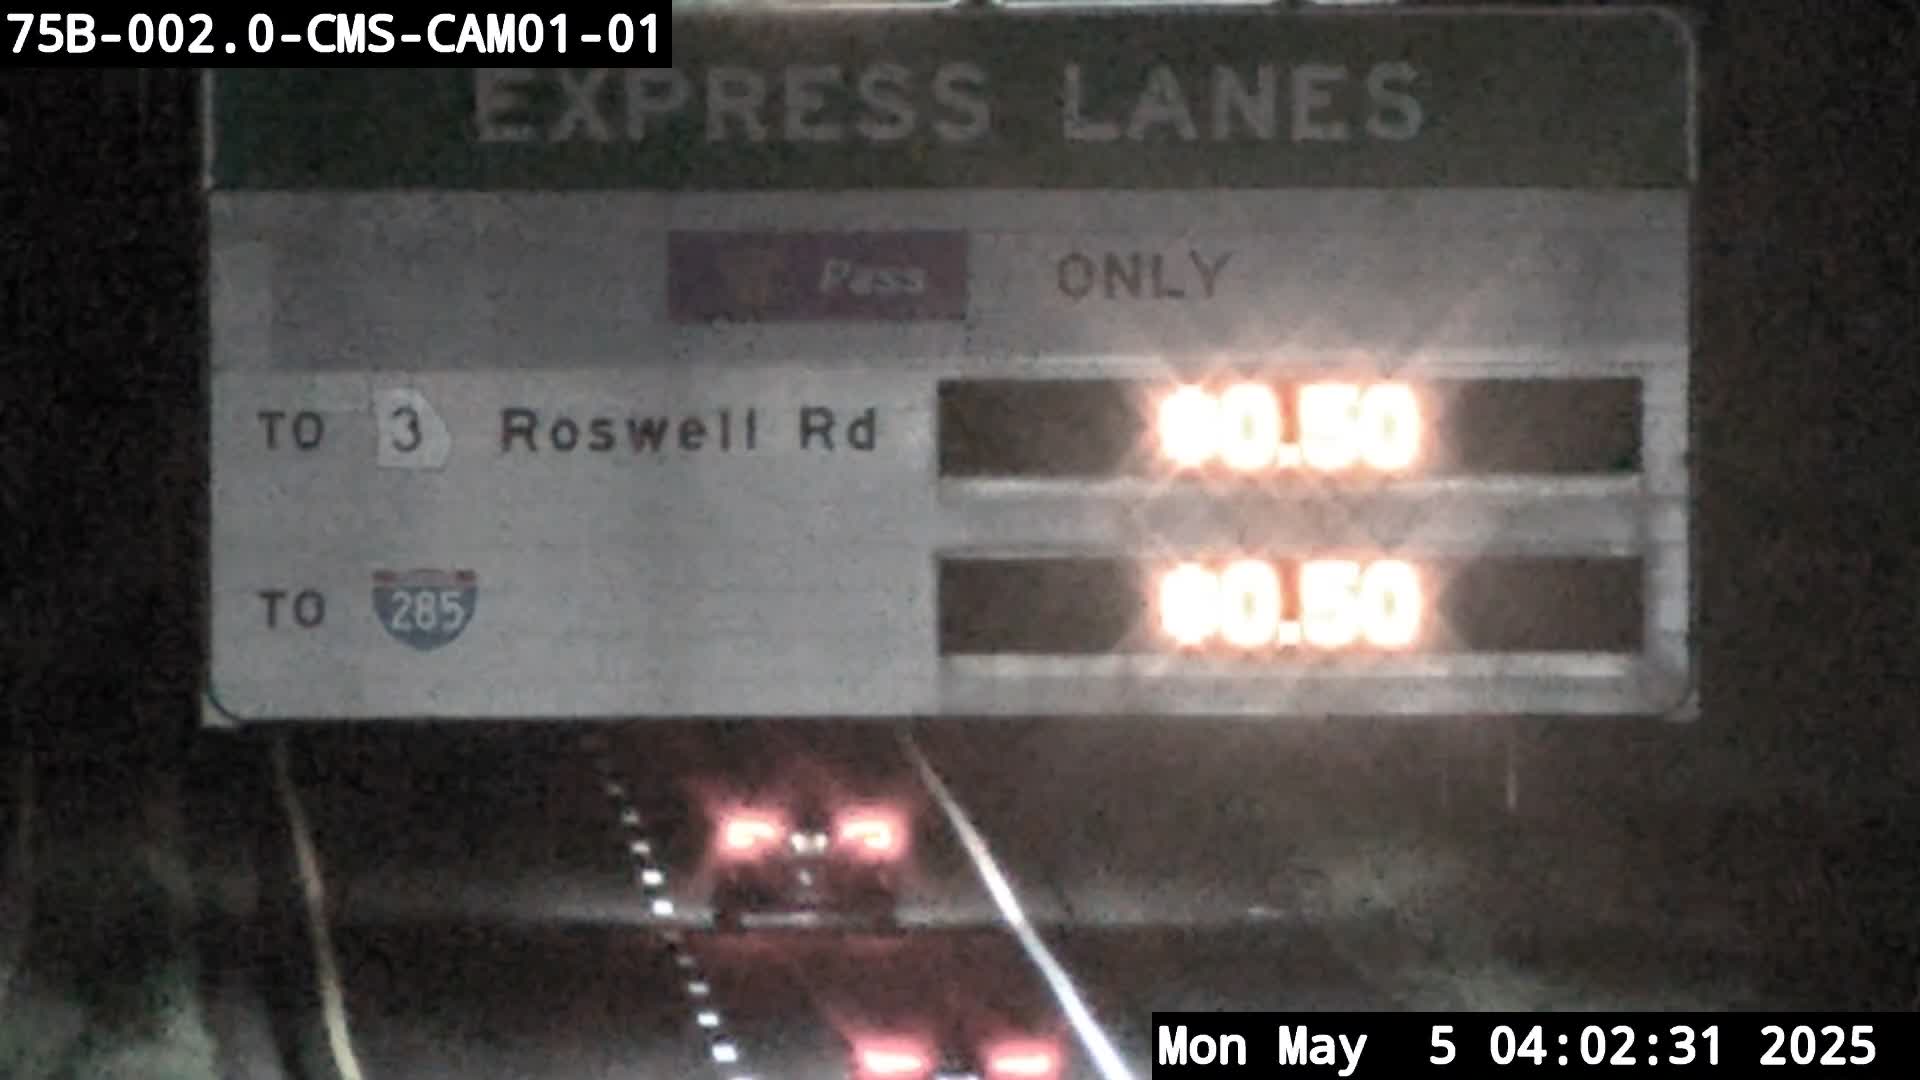 75B-002.0-CMS-CAM01-01
EXPRESS LANES
Pass ONLY
TO 3 Roswell Rd $0.50
TO 285 $0.50
Mon May 5 04:02:31 2025